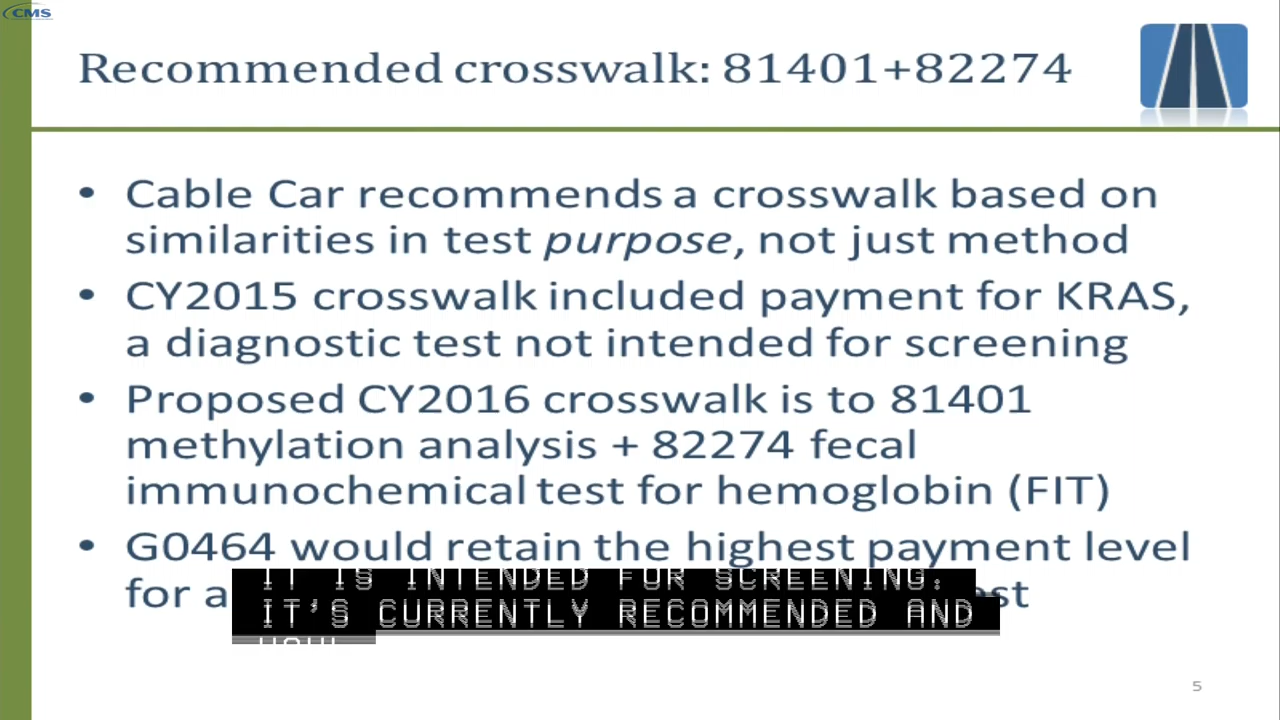 CMS
Recommended crosswalk: 81401+82274
• Cable Car recommends a crosswalk based on
similarities in test purpose, not just method
• CY2015 crosswalk included payment for KRAS,
a diagnostic test not intended for screening
• Proposed CY2016 crosswalk is to 81401
methylation analysis + 82274 fecal
immunochemical test for hemoglobin (FIT)
• G0464 would retain the highest payment level
for a
IT IS INTENDED FOR SCREENING.
IT'S CURRENTLY RECOMMENDED AND
5